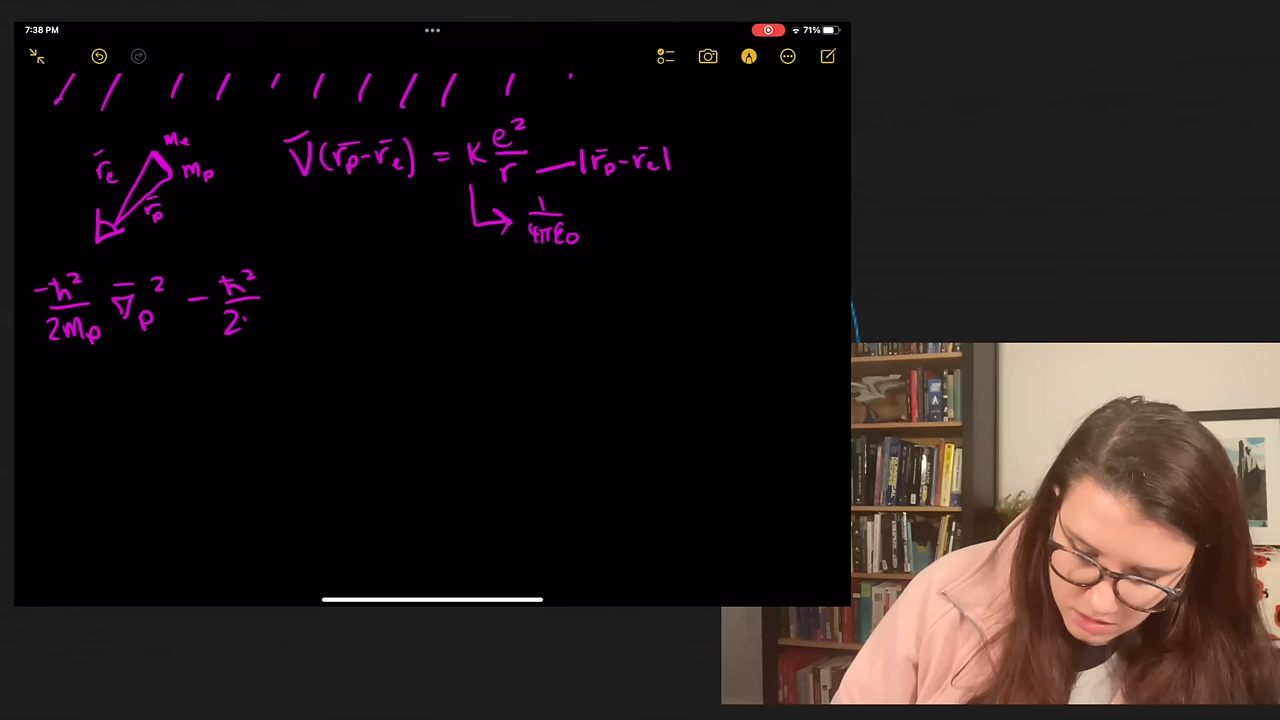 7:38 PM 71%
r̄ₑ mₑ mₚ r̄ₚ
V̄(r̄ₚ-r̄ₑ) = K e²/r — |r̄ₚ-r̄ₑ|
1/4πε₀
-ħ²/2mₚ ∇̄ₚ² - ħ²/2